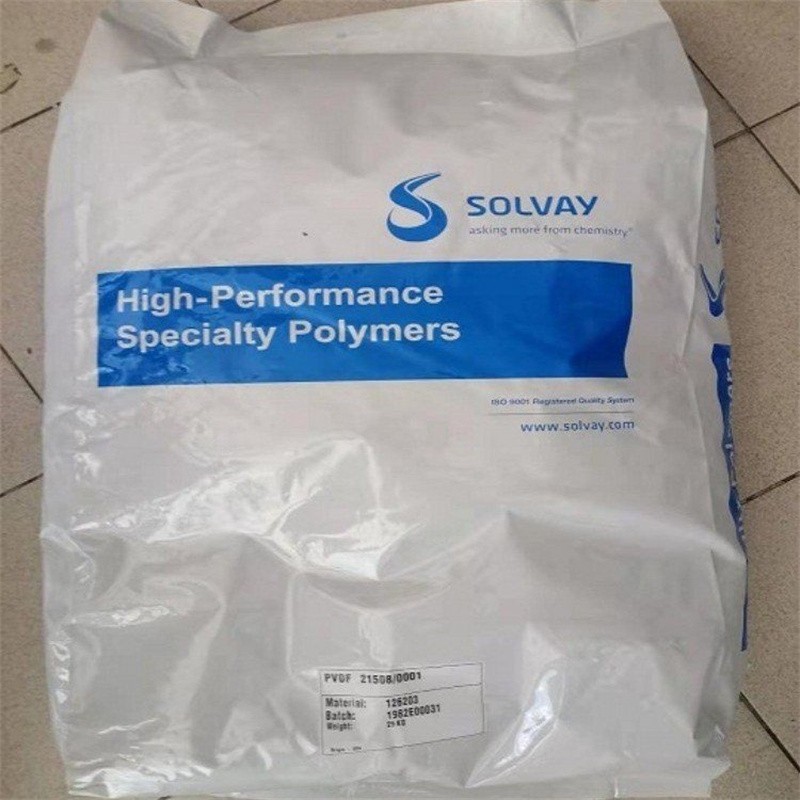 SOLVAY
asking more from chemistry®
High-Performance
Specialty Polymers
ISO 9001 Registered Quality System
www.solvay.com
PVDF 21508/0001
Material: 126203
Batch: 1982E00031
Weight: 25 KG